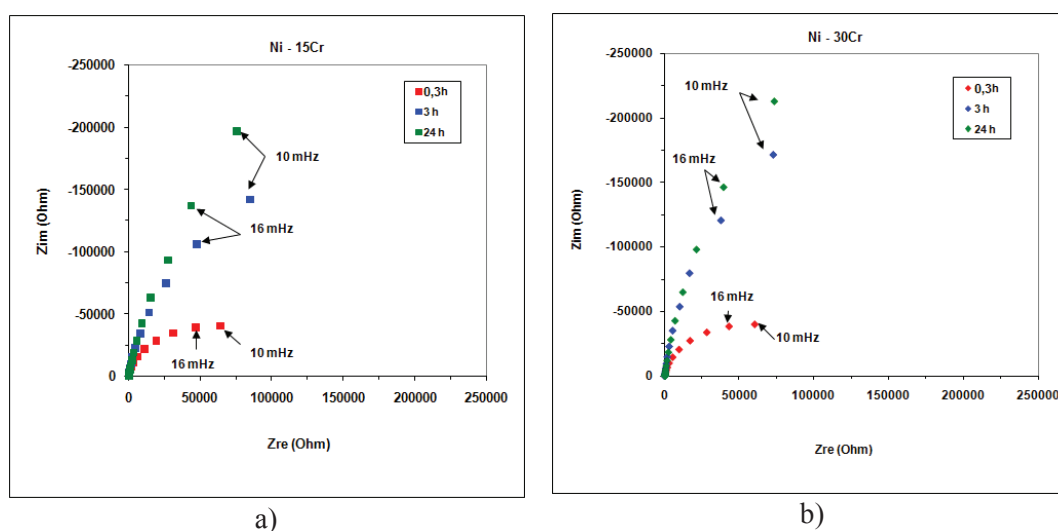 Ni - 15Cr
-250000
-200000
-150000
-100000
-50000
0
Zim (Ohm)
0,3h
3 h
24 h
10 mHz
16 mHz
16 mHz
10 mHz
0 50000 100000 150000 200000 250000
Zre (Ohm)
a)
Ni - 30Cr
-250000
-200000
-150000
-100000
-50000
0
Zim (Ohm)
0,3h
3 h
24 h
10 mHz
16 mHz
16 mHz
10 mHz
0 50000 100000 150000 200000 250000
Zre (Ohm)
b)